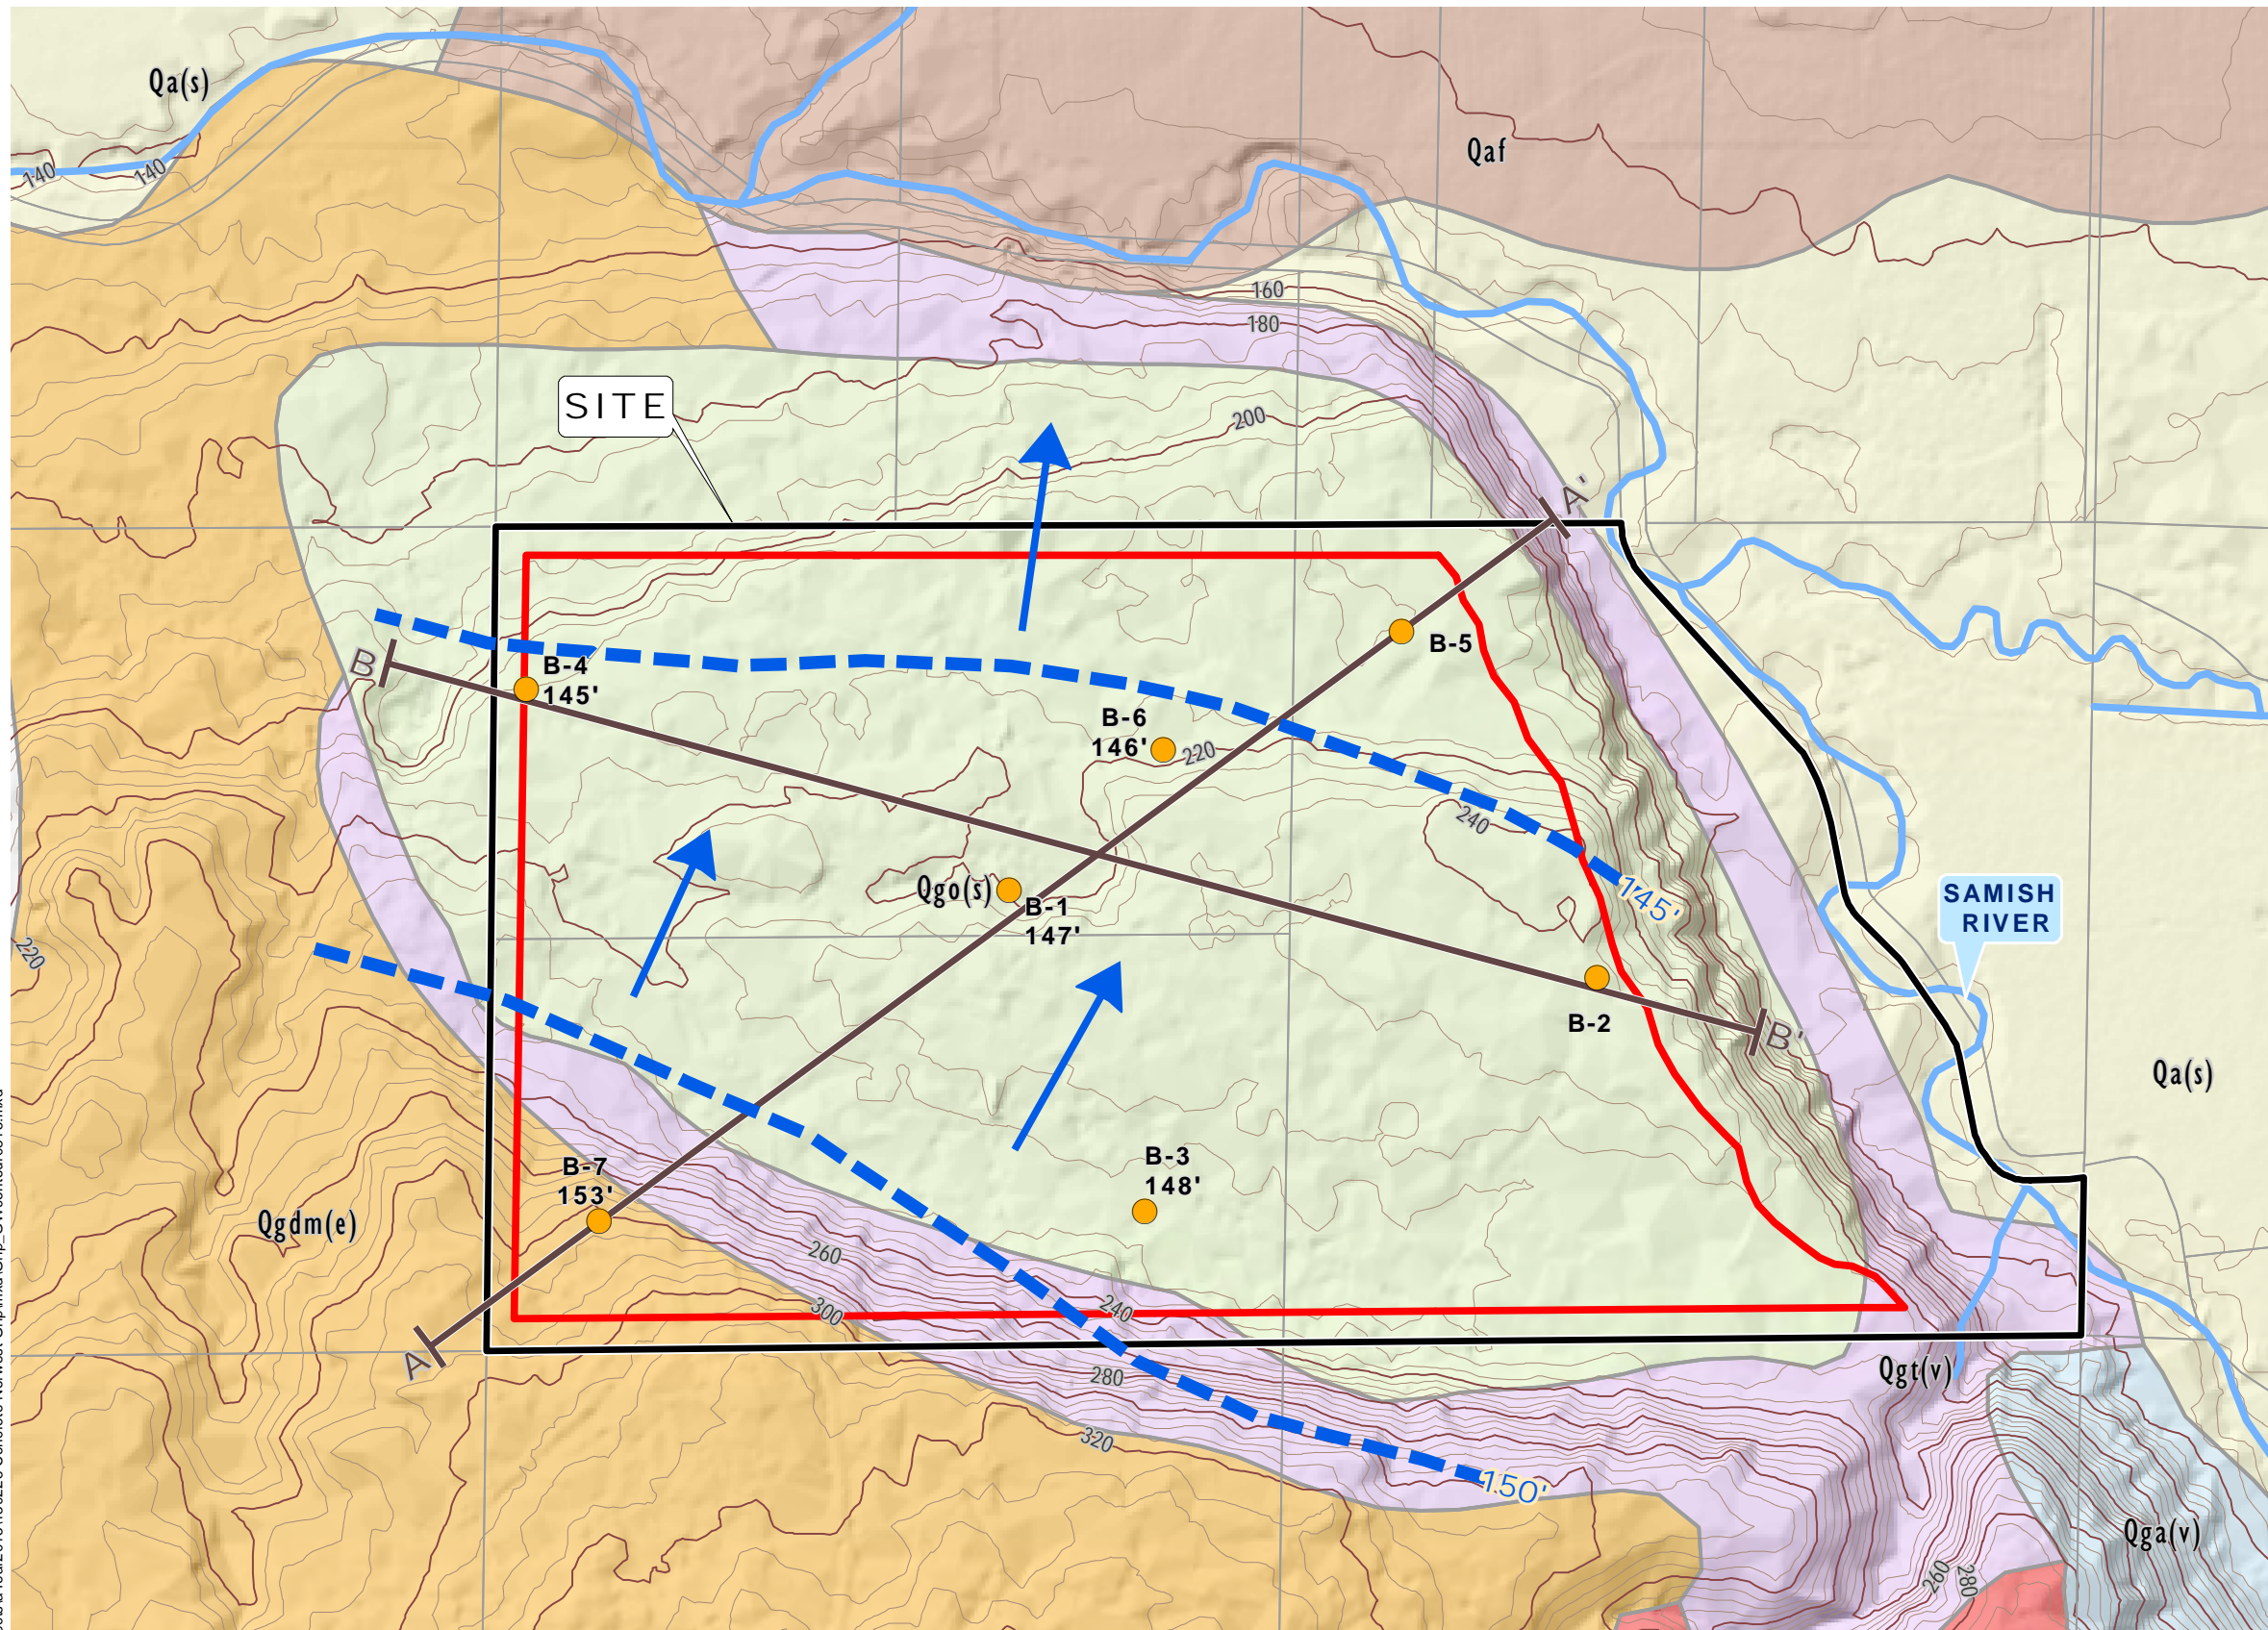 Qa(s)
140
140
Qaf
160
180
SITE
200
A'
B
B-4
145'
B-5
B-6
146'
220
240
Qgo(s)
B-1
147'
145'
SAMISH
RIVER
220
B-2
B'
Qa(s)
B-3
148'
B-7
153'
Qgdm(e)
260
240
300
A
280
Qgt(v)
320
150'
Qga(v)
260
280